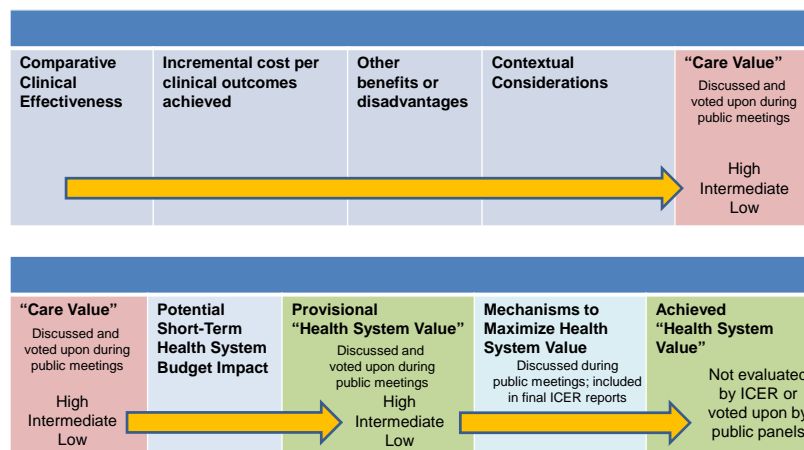 Comparative
Clinical
Effectiveness
Incremental cost per
clinical outcomes
achieved
Other
benefits or
disadvantages
Contextual
Considerations
“Care Value”
Discussed and
voted upon during
public meetings
High
Intermediate
Low
“Care Value”
Discussed and
voted upon during
public meetings
High
Intermediate
Low
Potential
Short-Term
Health System
Budget Impact
Provisional
“Health System Value”
Discussed and
voted upon during
public meetings
High
Intermediate
Low
Mechanisms to
Maximize Health
System Value
Discussed during
public meetings; included
in final ICER reports
Achieved
“Health System
Value”
Not evaluated
by ICER or
voted upon by
public panels